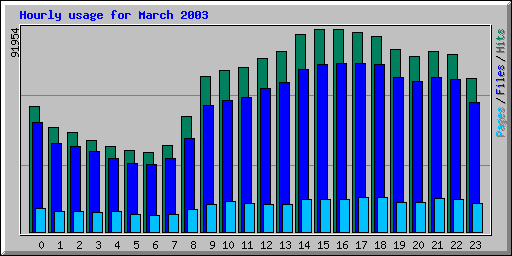 Hourly usage for March 2003
91954
Pages / Files / Hits
0 1 2 3 4 5 6 7 8 9 10 11 12 13 14 15 16 17 18 19 20 21 22 23